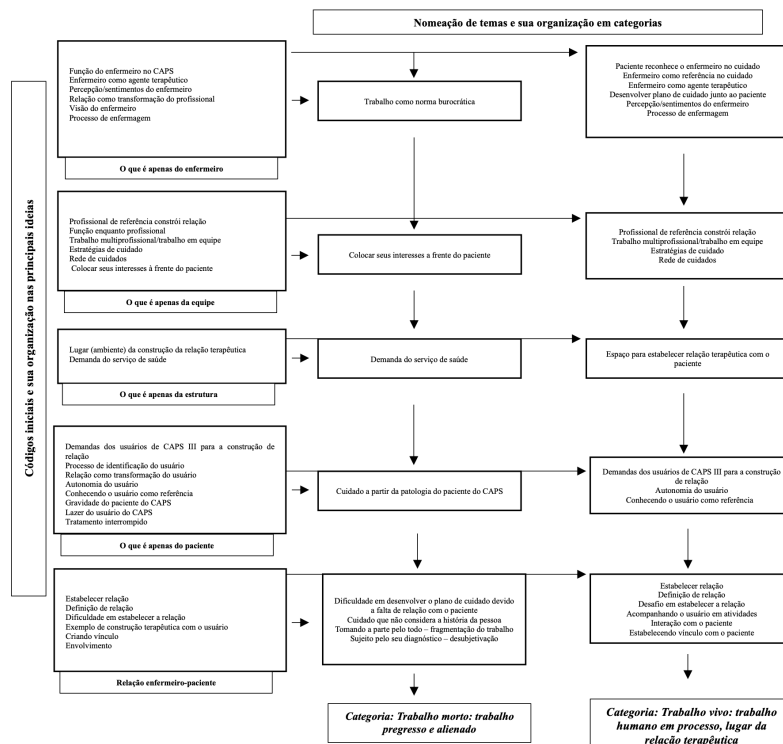 Nomeação de temas e sua organização em categorias
Códigos iniciais e sua organização nas principais ideias
Função do enfermeiro no CAPS
Enfermeiro como agente terapêutico
Percepção/sentimentos do enfermeiro
Relação como transformação do profissional
Visão do enfermeiro
Processo de enfermagem
O que é apenas do enfermeiro
Trabalho como norma burocrática
Paciente reconhece o enfermeiro no cuidado
Enfermeiro como referência no cuidado
Enfermeiro como agente terapêutico
Desenvolver plano de cuidado junto ao paciente
Percepção/sentimentos do enfermeiro
Processo de enfermagem
Profissional de referência constrói relação
Função enquanto profissional
Trabalho multiprofissional/trabalho em equipe
Estratégias de cuidado
Rede de cuidados
Colocar seus interesses à frente do paciente
O que é apenas da equipe
Colocar seus interesses a frente do paciente
Profissional de referência constrói relação
Trabalho multiprofissional/trabalho em equipe
Estratégias de cuidado
Rede de cuidados
Lugar (ambiente) da construção da relação terapêutica
Demanda do serviço de saúde
O que é apenas da estrutura
Demanda do serviço de saúde
Espaço para estabelecer relação terapêutica com o
paciente
Demandas dos usuários de CAPS III para a construção de
relação
Processo de identificação do usuário
Relação como transformação do usuário
Autonomia do usuário
Conhecendo o usuário como referência
Gravidade do paciente do CAPS
Lazer do usuário do CAPS
Tratamento interrompido
O que é apenas do paciente
Cuidado a partir da patologia do paciente do CAPS
Demandas dos usuários de CAPS III para a construção
de relação
Autonomia do usuário
Conhecendo o usuário como referência
Estabelecer relação
Definição de relação
Dificuldade em estabelecer a relação
Exemplo de construção terapêutica com o usuário
Criando vínculo
Envolvimento
Relação enfermeiro-paciente
Dificuldade em desenvolver o plano de cuidado devido
a falta de relação com o paciente
Cuidado que não considera a história da pessoa
Tomando a parte pelo todo – fragmentação do trabalho
Sujeito pelo seu diagnóstico – desubjetivação
Estabelecer relação
Definição de relação
Desafio em estabelecer a relação
Acompanhando o usuário em atividades
Interação com o paciente
Estabelecendo vínculo com o paciente
Categoria: Trabalho morto: trabalho
pregresso e alienado
Categoria: Trabalho vivo: trabalho
humano em processo, lugar da
relação terapêutica